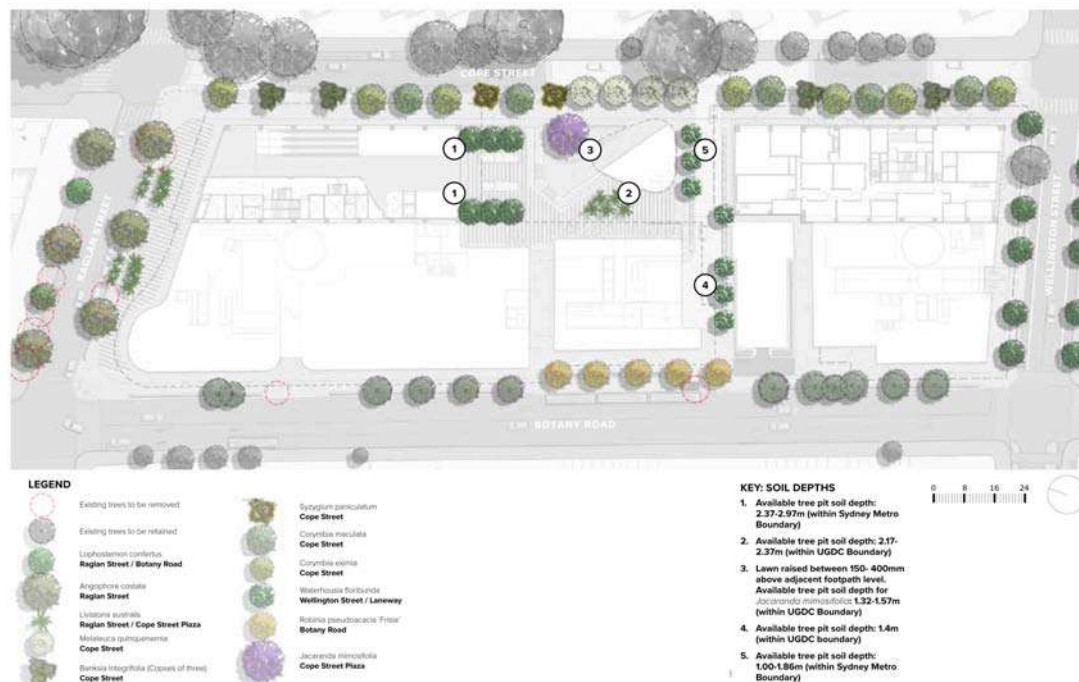 COPE STREET
1
3
5
1
2
4
RAGLAN STREET
WELLINGTON STREET
BOTANY ROAD
LEGEND
Existing trees to be removed
Existing trees to be retained
Lophostemon confertus
Raglan Street / Botany Road
Angophora costata
Raglan Street
Livistona australis
Raglan Street / Cope Street Plaza
Melaleuca quinquenernia
Cope Street
Banksia integrifolia (Copses of three)
Cope Street
Syzygium paniculatum
Cope Street
Corymbia maculata
Cope Street
Corymbia eximia
Cope Street
Waterhousia floribunda
Wellington Street / Laneway
Robinia pseudoacacia 'Frisia'
Botany Road
Jacaranda mimosifolia
Cope Street Plaza
KEY: SOIL DEPTHS
1. Available tree pit soil depth:
2.37-2.97m (within Sydney Metro
Boundary)
2. Available tree pit soil depth: 2.17-
2.37m (within UGDC Boundary)
3. Lawn raised between 150- 400mm
above adjacent footpath level.
Available tree pit soil depth for
Jacaranda mimosifolia: 1.32-1.57m
(within UGDC Boundary)
4. Available tree pit soil depth: 1.4m
(within UGDC boundary)
5. Available tree pit soil depth:
1.00-1.86m (within Sydney Metro
Boundary)
0 8 16 24